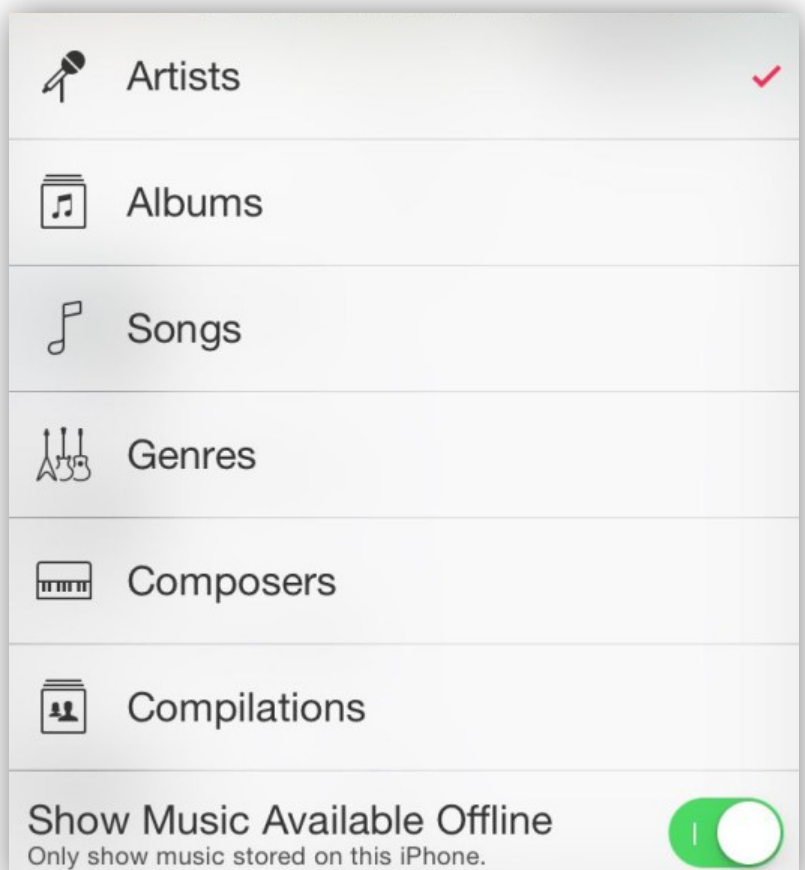 Artists
Albums
Songs
Genres
Composers
Compilations
Show Music Available Offline
Only show music stored on this iPhone.